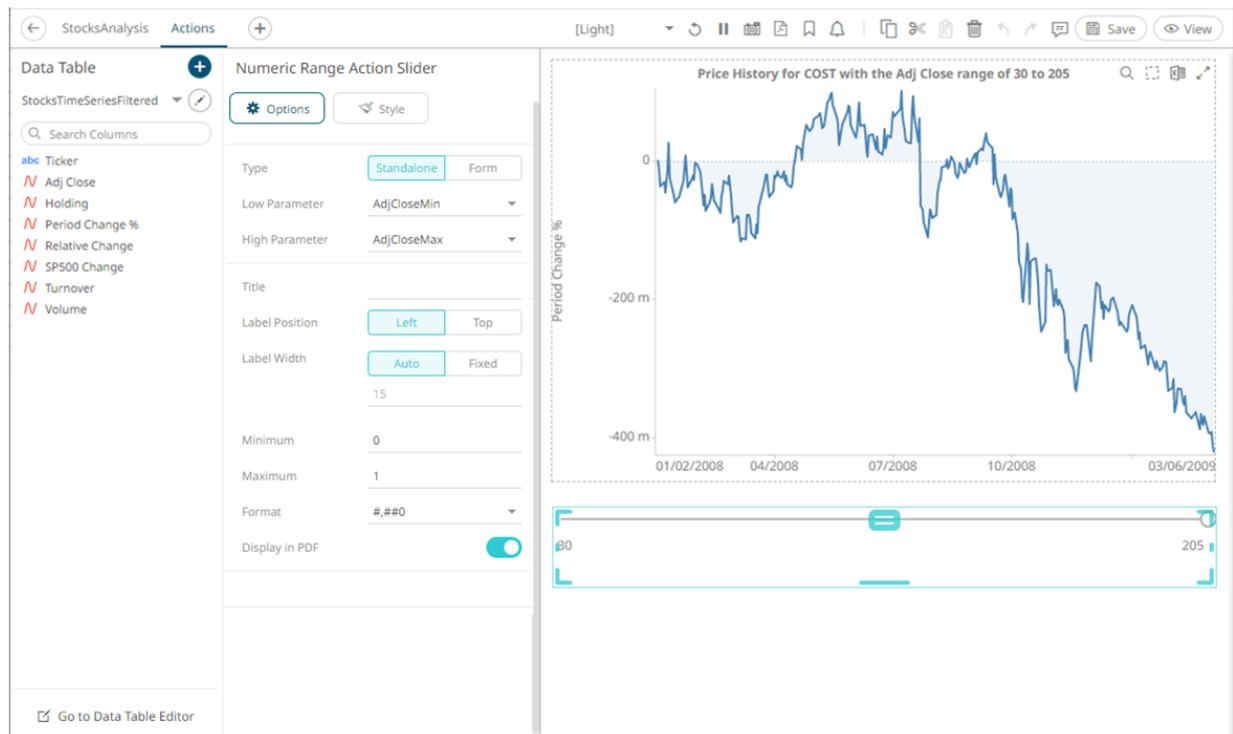 StocksAnalysis Actions [Light] Save View
Data Table
StocksTimeSeriesFiltered
Search Columns
abc Ticker
Adj Close
Holding
Period Change %
Relative Change
SP500 Change
Turnover
Volume
Go to Data Table Editor
Numeric Range Action Slider
Options Style
Type Standalone Form
Low Parameter AdjCloseMin
High Parameter AdjCloseMax
Title
Label Position Left Top
Label Width Auto Fixed
15
Minimum 0
Maximum 1
Format #,##0
Display in PDF
Price History for COST with the Adj Close range of 30 to 205
Period Change %
0
-200 m
-400 m
01/02/2008 04/2008 07/2008 10/2008 03/06/2009
30 205